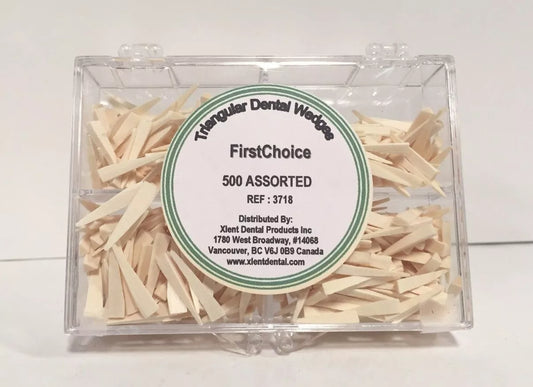 Triangular Dental Wedges
FirstChoice
500 ASSORTED
REF : 3718
Distributed By:
Xlent Dental Products Inc
1780 West Broadway, #14068
Vancouver, BC V6J 0B9 Canada
www.xlentdental.com